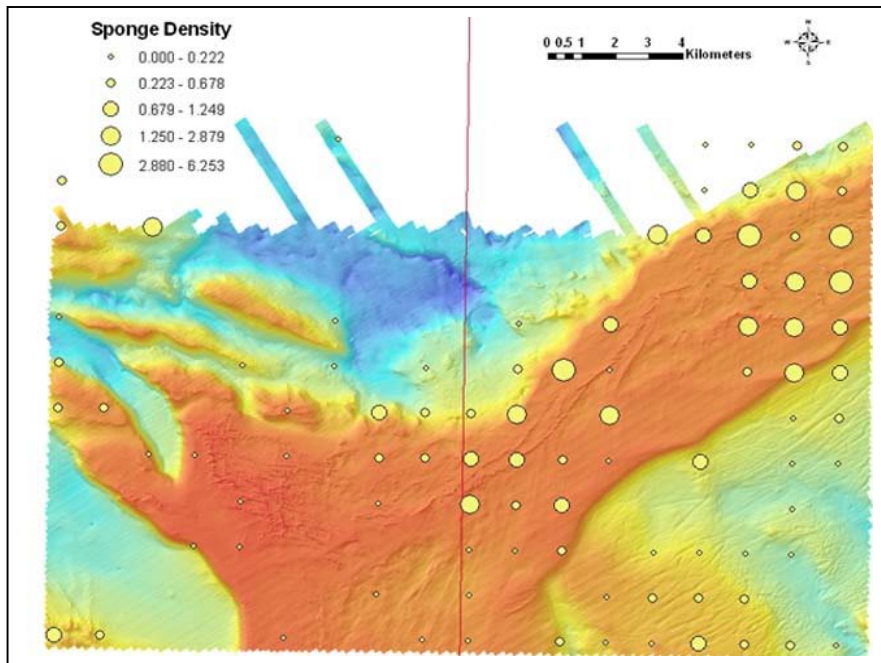 Sponge Density
0.000 - 0.222
0.223 - 0.678
0.679 - 1.249
1.250 - 2.879
2.880 - 6.253
0 0.5 1 2 3 4
Kilometers
N
W E
S